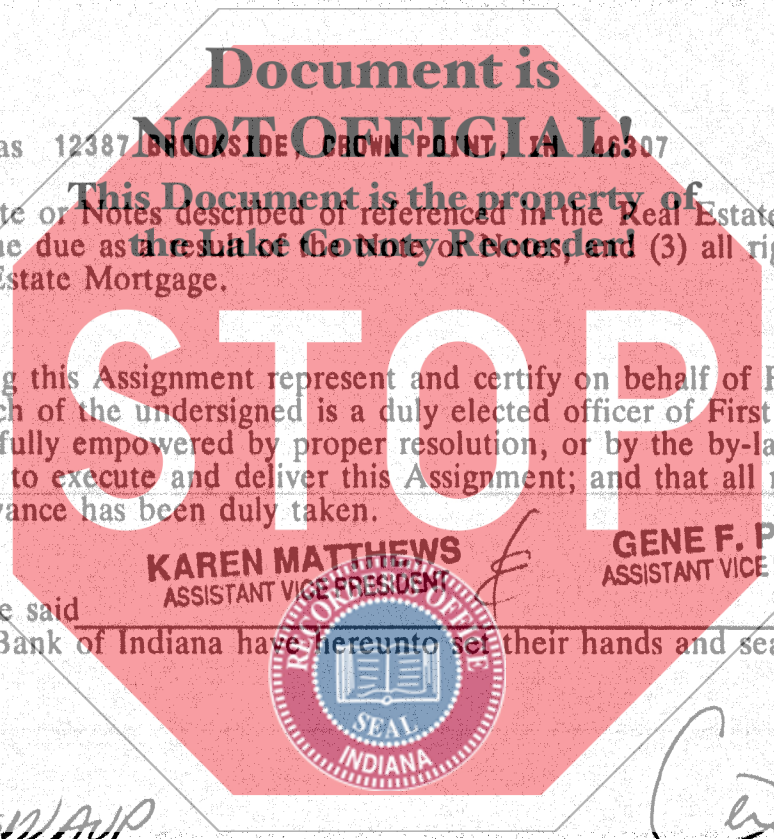 Document is
NOT OFFICIAL!
as 12387 BROOKSIDE, CROWN POINT, IN 46307
This Document is the property of
te or Notes described of referenced in the Real Estate
the Lake County Recorder!
ne due as a result of the Note or Notes, and (3) all rig
Estate Mortgage.
STOP
g this Assignment represent and certify on behalf of F
ch of the undersigned is a duly elected officer of First
fully empowered by proper resolution, or by the by-la
to execute and deliver this Assignment; and that all
vance has been duly taken.
KAREN MATTHEWS
ASSISTANT VICE PRESIDENT
GENE F. P
ASSISTANT VICE
e said
Bank of Indiana have hereunto set their hands and sea
RECORDER'S OFFICE
SEAL
INDIANA